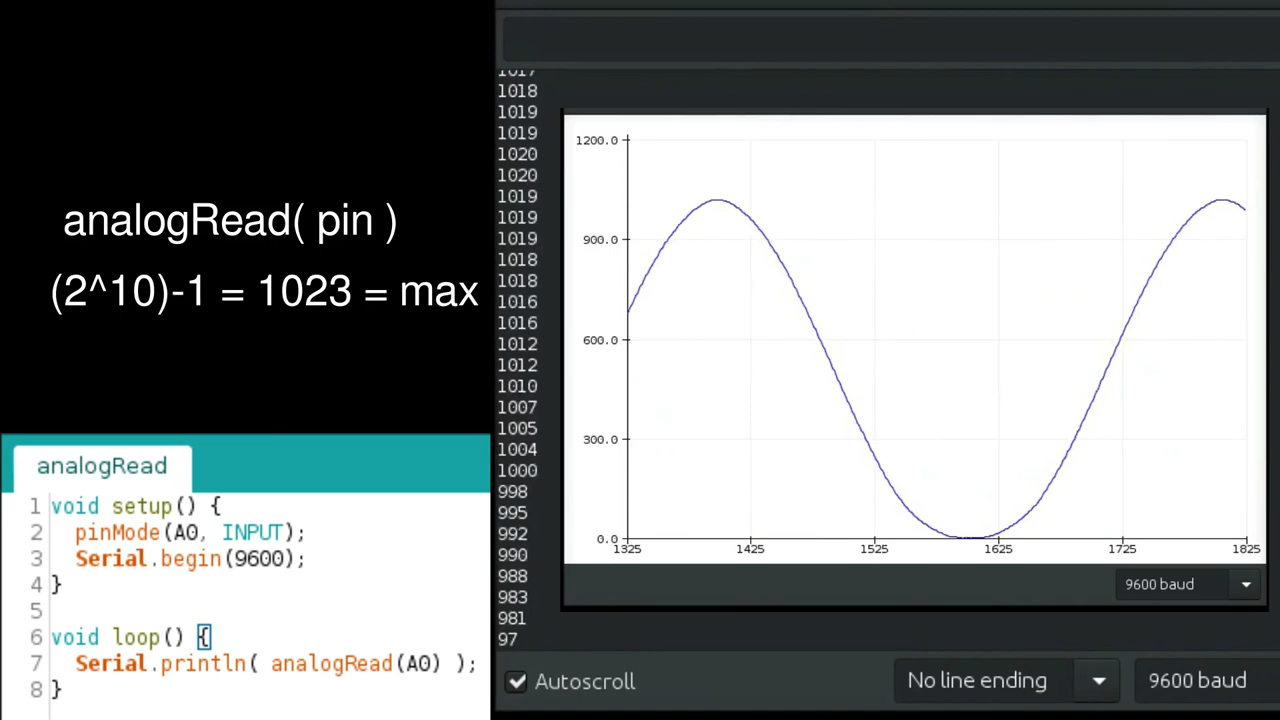 analogRead( pin )
(2^10)-1 = 1023 = max
analogRead
1 void setup() {
2 pinMode(A0, INPUT);
3 Serial.begin(9600);
4 }
5
6 void loop() {
7 Serial.println( analogRead(A0) );
8 }
1017
1018
1019
1019
1020
1020
1019
1019
1019
1018
1018
1016
1016
1012
1012
1010
1007
1005
1004
1000
998
995
992
990
988
983
981
97
1200.0
900.0
600.0
300.0
0.0
1325 1425 1525 1625 1725 1825
9600 baud
Autoscroll
No line ending
9600 baud